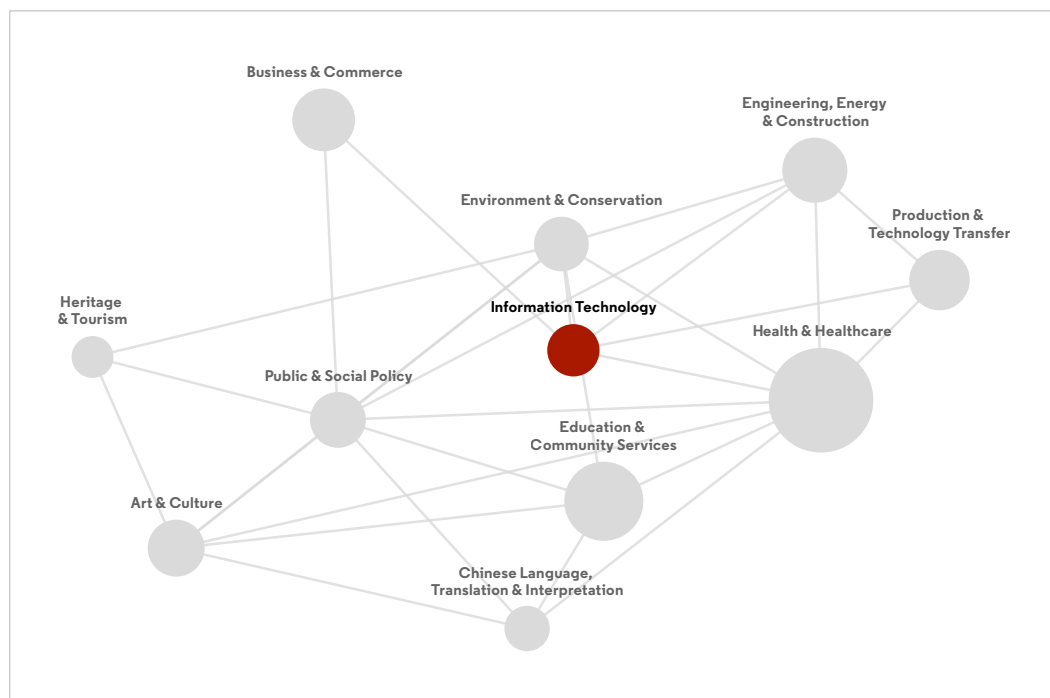 Business & Commerce
Engineering, Energy
& Construction
Environment & Conservation
Production &
Technology Transfer
Heritage
& Tourism
Information Technology
Health & Healthcare
Public & Social Policy
Education &
Community Services
Art & Culture
Chinese Language,
Translation & Interpretation